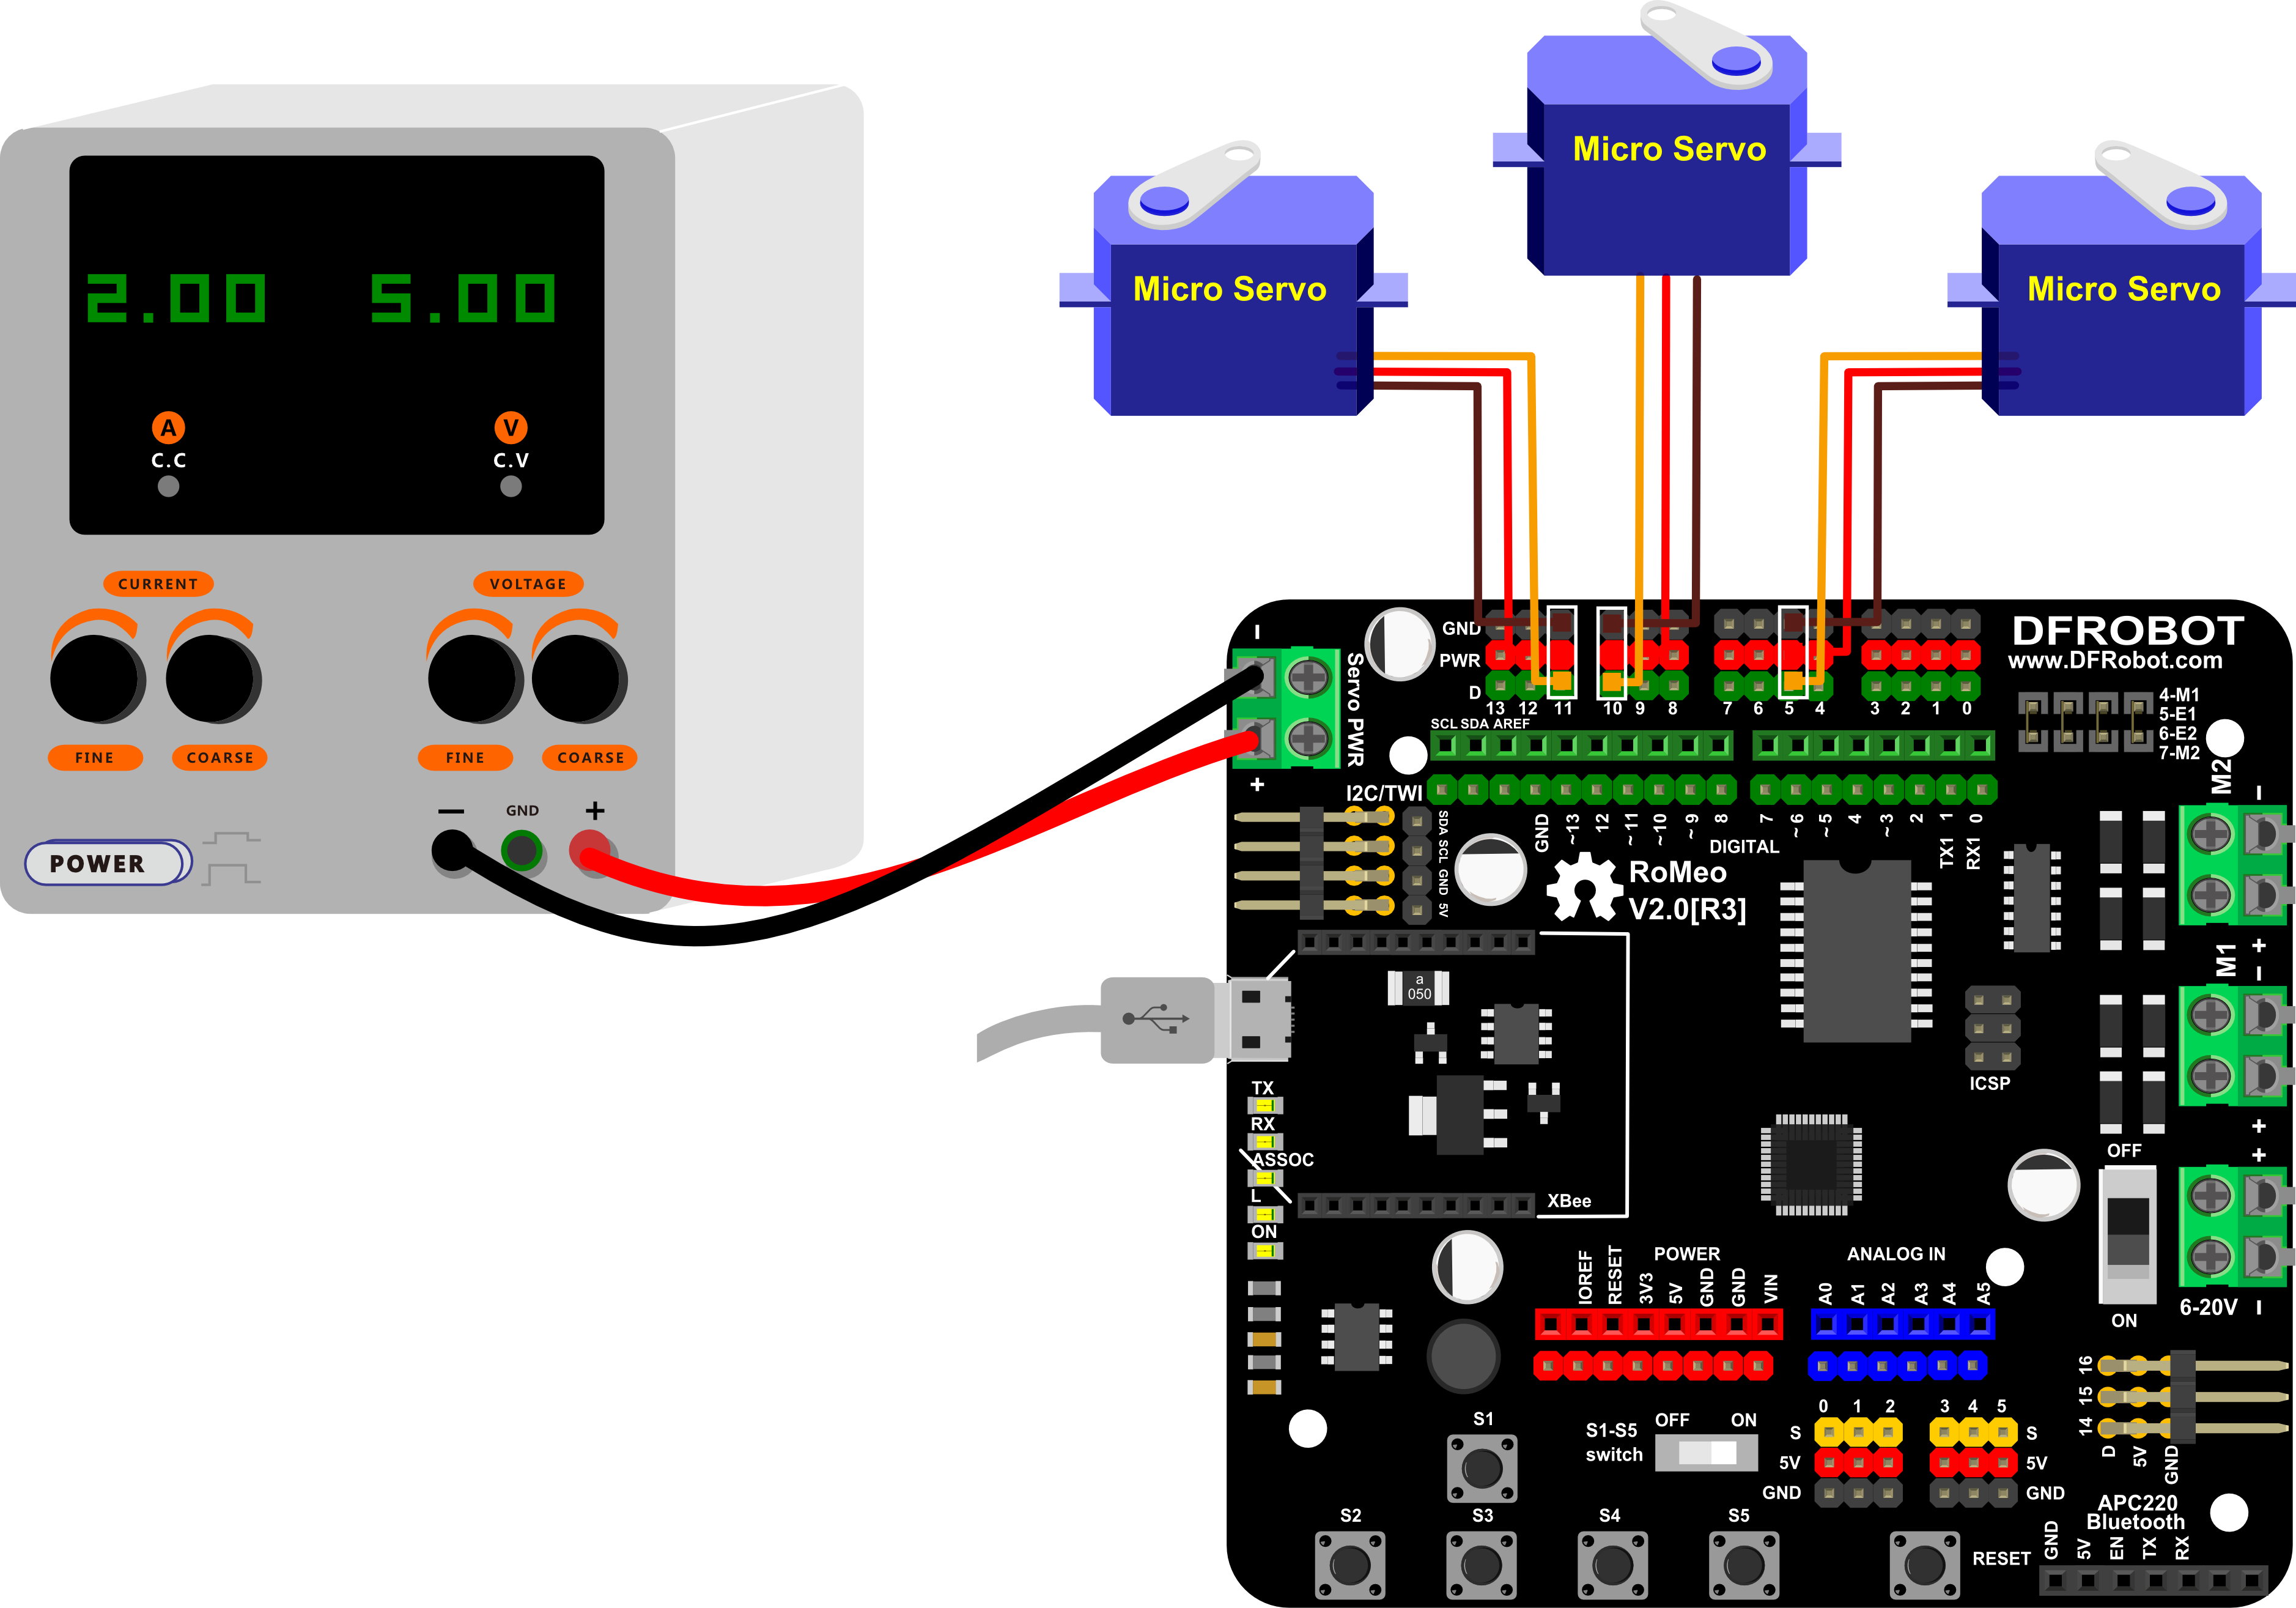 Micro Servo
Micro Servo
Micro Servo
2.00 5.00
A V
C.C C.V
CURRENT VOLTAGE
FINE COARSE FINE COARSE
− GND +
POWER
−
Servo PWR
+
GND
PWR
D
13 12 11 10 9 8 7 6 5 4 3 2 1 0
SCL SDA AREF
DFROBOT
www.DFRobot.com
4-M1
5-E1
6-E2
7-M2
M2
−
+
M1
−
+
I2C/TWI
SDA SCL GND 5V
GND ~13 12 ~11 ~10 ~9 8 7 ~6 ~5 4 ~3 2 1 0
DIGITAL
TX1 RX1
RoMeo
V2.0[R3]
a
050
ICSP
TX
RX
ASSOC
L
ON
XBee
OFF
ON
+
6-20V −
POWER
IOREF RESET 3V3 5V GND GND VIN
ANALOG IN
A0 A1 A2 A3 A4 A5
0 1 2 3 4 5
S S
5V 5V
GND GND
16
15
14
D 5V GND
S1-S5
switch
OFF ON
S1
S2 S3 S4 S5
RESET
APC220
Bluetooth
GND 5V EN TX RX